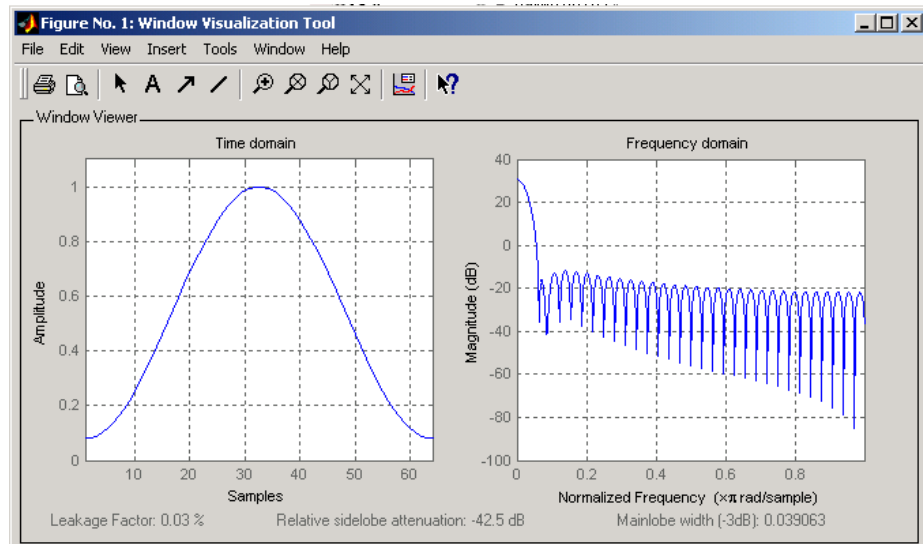 Figure No. 1: Window Visualization Tool
File Edit View Insert Tools Window Help
A
?
Window Viewer
Time domain
Frequency domain
Amplitude
1
0.8
0.6
0.4
0.2
0
10 20 30 40 50 60
Samples
Magnitude (dB)
40
20
0
-20
-40
-60
-80
-100
0 0.2 0.4 0.6 0.8
Normalized Frequency (×π rad/sample)
Leakage Factor: 0.03 %
Relative sidelobe attenuation: -42.5 dB
Mainlobe width (-3dB): 0.039063